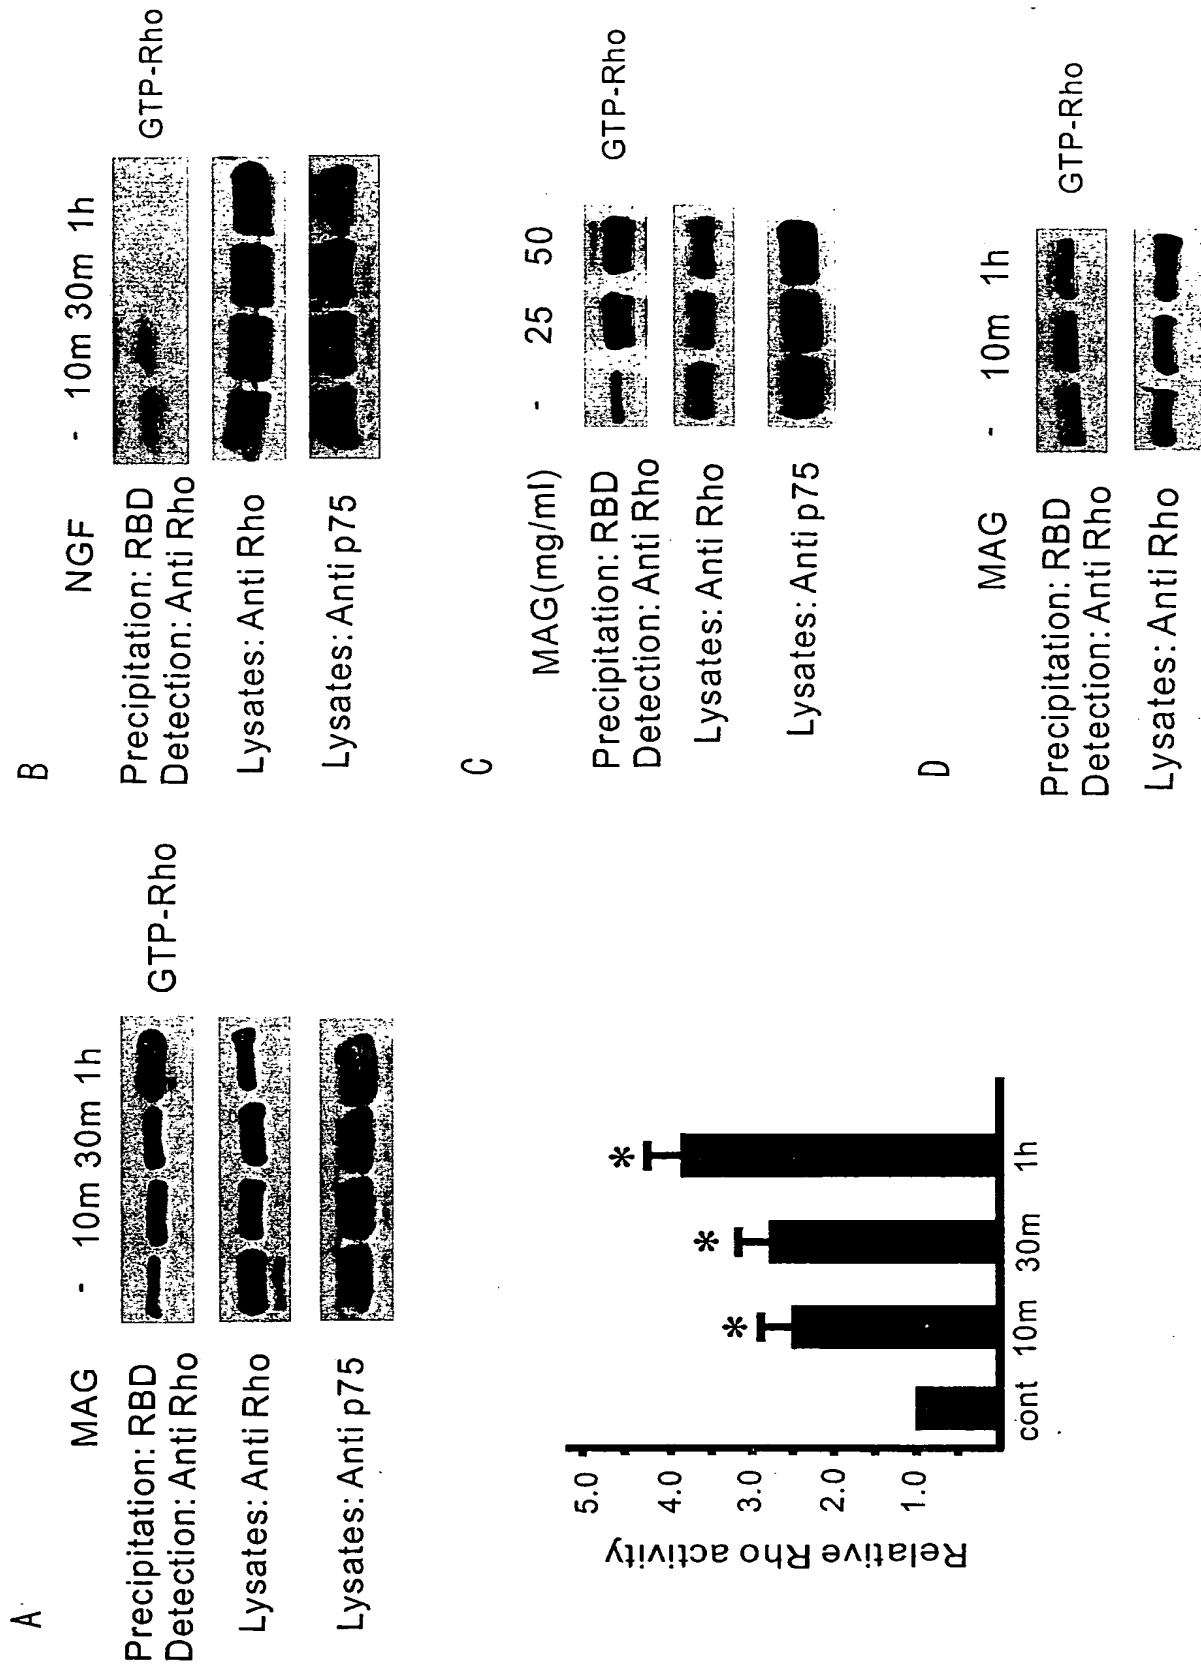 A
MAG - 10m 30m 1h
Precipitation: RBD
Detection: Anti Rho
GTP-Rho
Lysates: Anti Rho
Lysates: Anti p75
Relative Rho activity
5.0
4.0
3.0
2.0
1.0
* * *
cont 10m 30m 1h
B
NGF - 10m 30m 1h
Precipitation: RBD
Detection: Anti Rho
GTP-Rho
Lysates: Anti Rho
Lysates: Anti p75
C
MAG(mg/ml) - 25 50
Precipitation: RBD
Detection: Anti Rho
GTP-Rho
Lysates: Anti Rho
Lysates: Anti p75
D
MAG - 10m 1h
Precipitation: RBD
Detection: Anti Rho
GTP-Rho
Lysates: Anti Rho